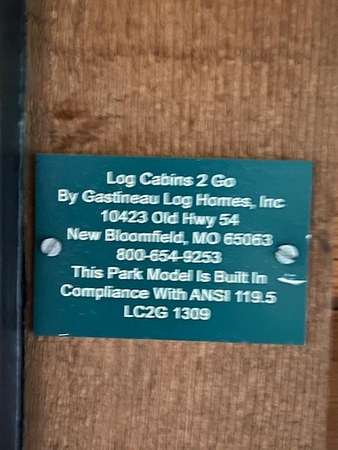 Log Cabins 2 Go
By Gastineau Log Homes, Inc
10423 Old Hwy 54
New Bloomfield, MO 65063
800-654-9253
This Park Model Is Built In
Compliance With ANSI 119.5
LC2G 1309